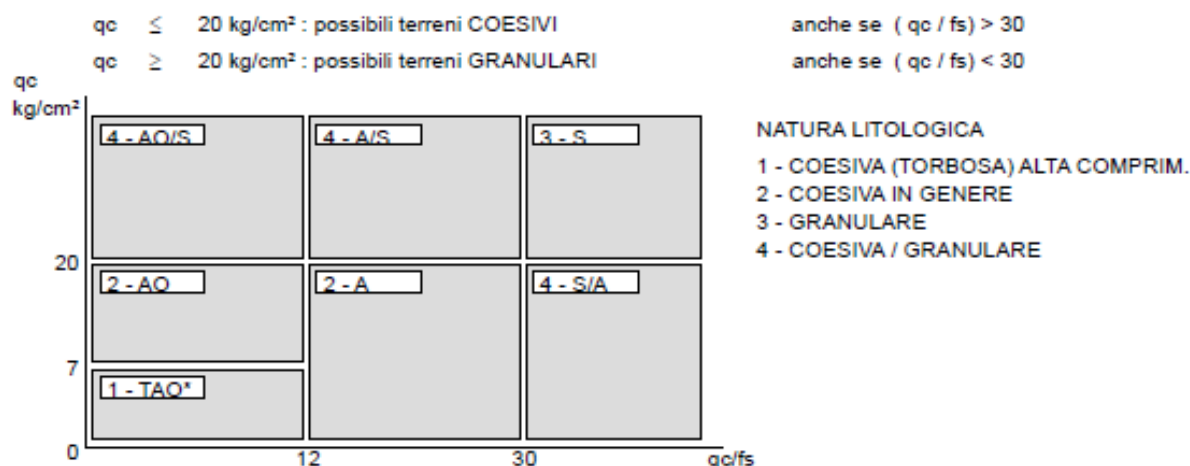 qc ≤ 20 kg/cm² : possibili terreni COESIVI anche se ( qc / fs) > 30
qc ≥ 20 kg/cm² : possibili terreni GRANULARI anche se ( qc / fs) < 30
qc
kg/cm²
4 - AO/S 4 - A/S 3 - S
20
2 - AO 2 - A 4 - S/A
7
1 - TAO*
0
12 30 qc/fs
NATURA LITOLOGICA
1 - COESIVA (TORBOSA) ALTA COMPRIM.
2 - COESIVA IN GENERE
3 - GRANULARE
4 - COESIVA / GRANULARE